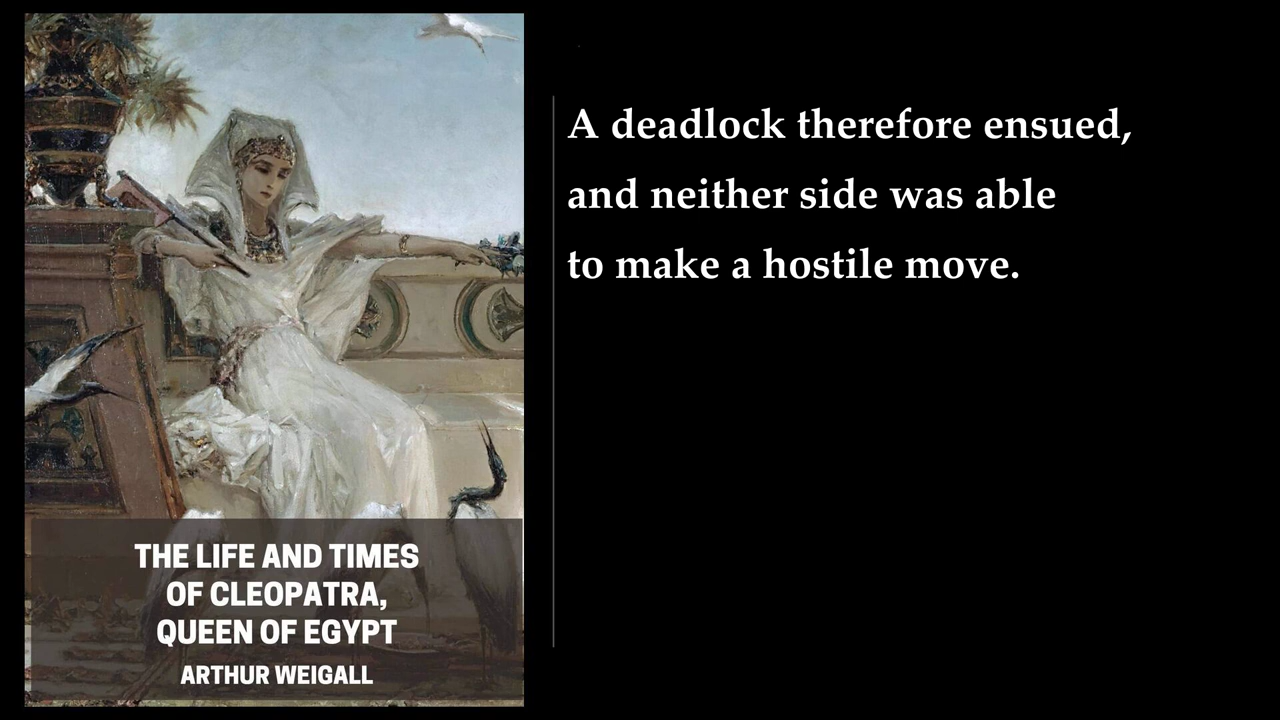 A deadlock therefore ensued,
and neither side was able
to make a hostile move.
THE LIFE AND TIMES
OF CLEOPATRA,
QUEEN OF EGYPT
ARTHUR WEIGALL